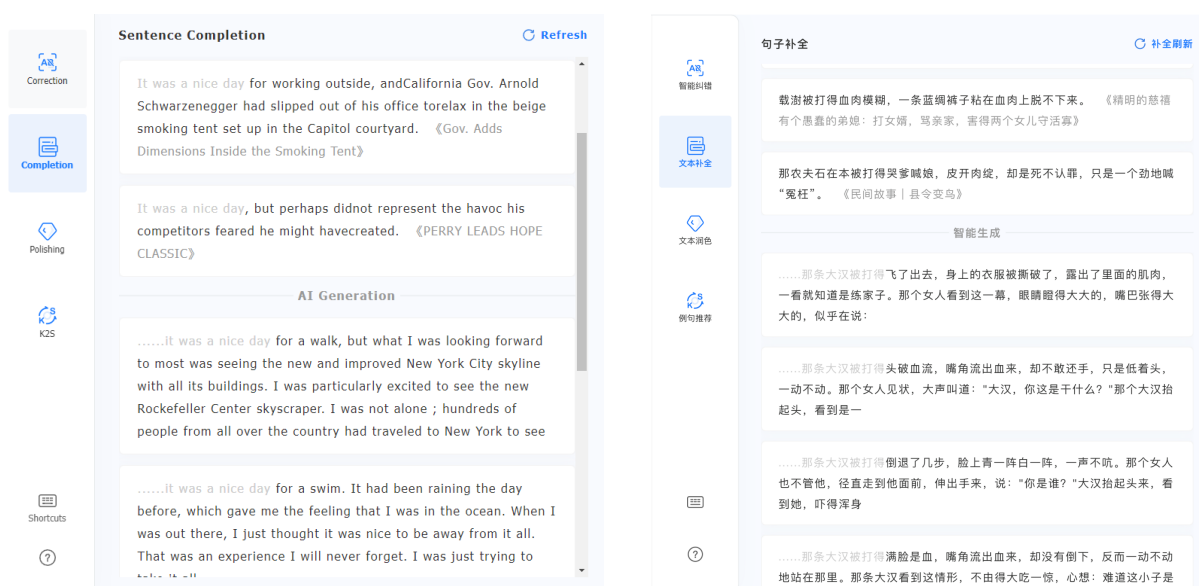 Sentence Completion
Refresh
Correction
Completion
Polishing
K2S
Shortcuts
It was a nice day for working outside, andCalifornia Gov. Arnold
Schwarzenegger had slipped out of his office torelax in the beige
smoking tent set up in the Capitol courtyard. 《Gov. Adds
Dimensions Inside the Smoking Tent》
It was a nice day, but perhaps didnot represent the havoc his
competitors feared he might havecreated. 《PERRY LEADS HOPE
CLASSIC》
AI Generation
......it was a nice day for a walk, but what I was looking forward
to most was seeing the new and improved New York City skyline
with all its buildings. I was particularly excited to see the new
Rockefeller Center skyscraper. I was not alone ; hundreds of
people from all over the country had traveled to New York to see
......it was a nice day for a swim. It had been raining the day
before, which gave me the feeling that I was in the ocean. When I
was out there, I just thought it was nice to be away from it all.
That was an experience I will never forget. I was just trying to
take it all
句子补全
补全刷新
智能纠错
文本补全
文本润色
例句推荐
载澍被打得血肉模糊，一条蓝绸裤子粘在血肉上脱不下来。 《精明的慈禧
有个愚蠢的弟媳：打女婿，骂亲家，害得两个女儿守活寡》
那农夫石在本被打得哭爹喊娘，皮开肉绽，却是死不认罪，只是一个劲地喊
“冤枉”。 《民间故事｜县令变鸟》
智能生成
......那条大汉被打得飞了出去，身上的衣服被撕破了，露出了里面的肌肉，
一看就知道是练家子。那个女人看到这一幕，眼睛瞪得大大的，嘴巴张得大
大的，似乎在说：
......那条大汉被打得头破血流，嘴角流出血来，却不敢还手，只是低着头，
一动不动。那个女人见状，大声叫道："大汉，你这是干什么？"那个大汉抬
起头，看到是一
......那条大汉被打得倒退了几步，脸上青一阵白一阵，一声不吭。那个女人
也不管他，径直走到他面前，伸出手来，说："你是谁？"大汉抬起头来，看
到她，吓得浑身
......那条大汉被打得满脸是血，嘴角流出血来，却没有倒下，反而一动不动
地站在那里。那条大汉看到这情形，不由得大吃一惊，心想：难道这小子是